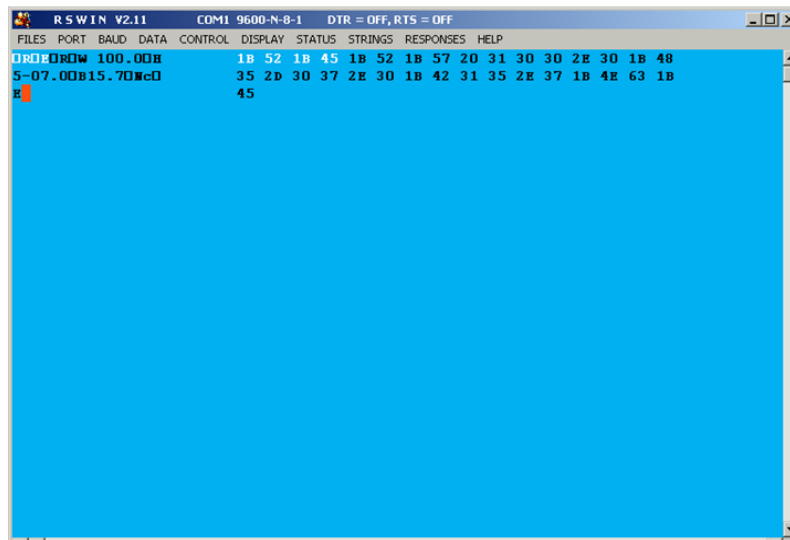 RSWIN V2.11 COM1 9600-N-8-1 DTR = OFF, RTS = OFF
FILES PORT BAUD DATA CONTROL DISPLAY STATUS STRINGS RESPONSES HELP
▯R▯E▯R▯W 100.0▯H 1B 52 1B 45 1B 52 1B 57 20 31 30 30 2E 30 1B 48
5-07.0▯B15.7▯Nc▯ 35 2D 30 37 2E 30 1B 42 31 35 2E 37 1B 4E 63 1B
E 45